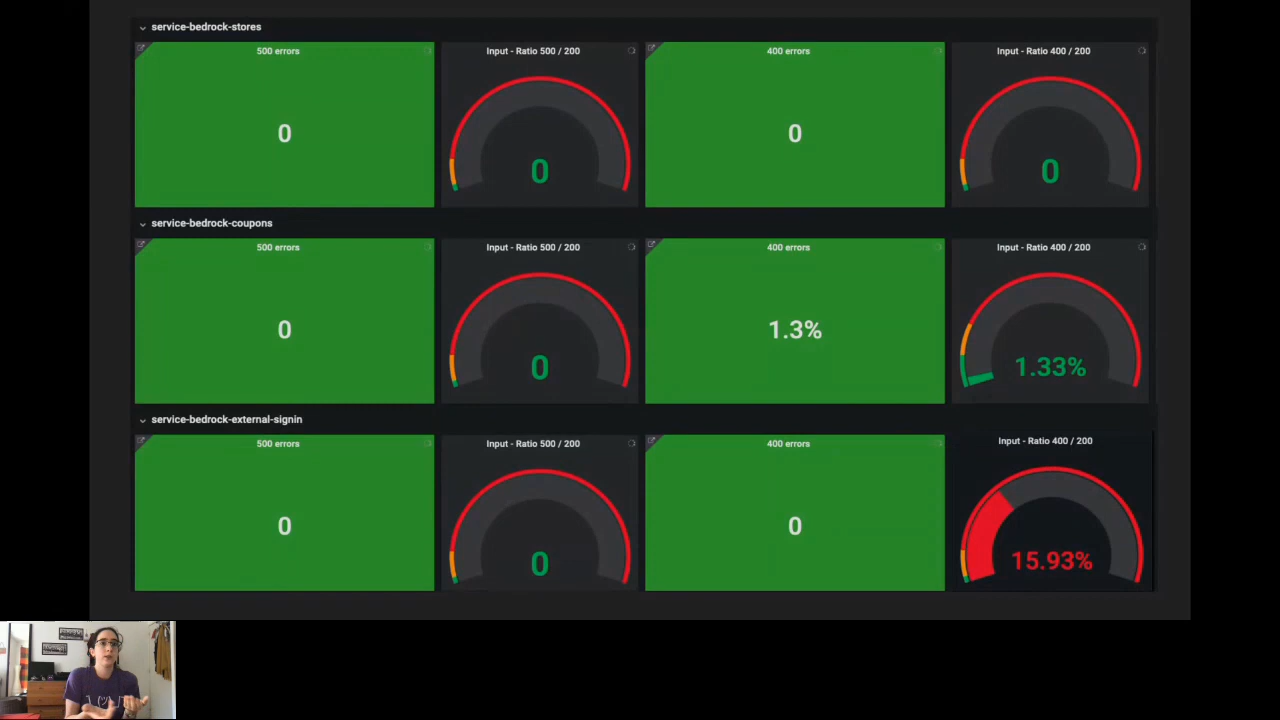 service-bedrock-stores
500 errors
Input - Ratio 500 / 200
400 errors
Input - Ratio 400 / 200
0
0
0
0
service-bedrock-coupons
500 errors
Input - Ratio 500 / 200
400 errors
Input - Ratio 400 / 200
0
0
1.3%
1.33%
service-bedrock-external-signin
500 errors
Input - Ratio 500 / 200
400 errors
Input - Ratio 400 / 200
0
0
0
15.93%